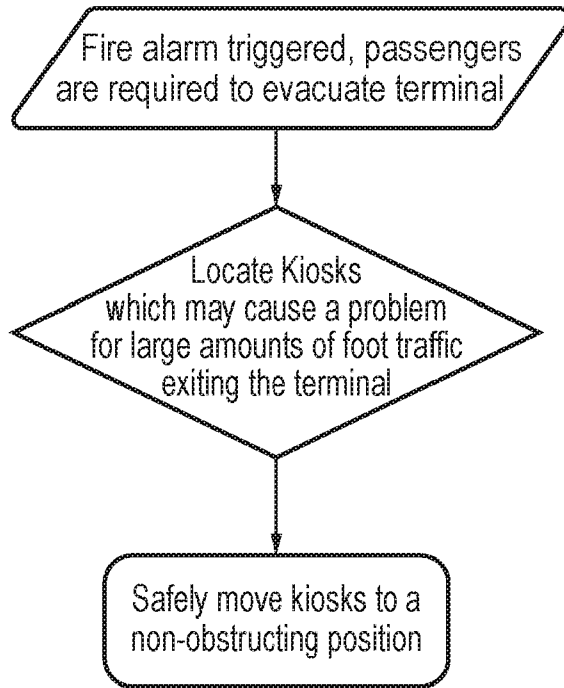 Fire alarm triggered, passengers
are required to evacuate terminal
Locate Kiosks
which may cause a problem
for large amounts of foot traffic
exiting the terminal
Safely move kiosks to a
non-obstructing position